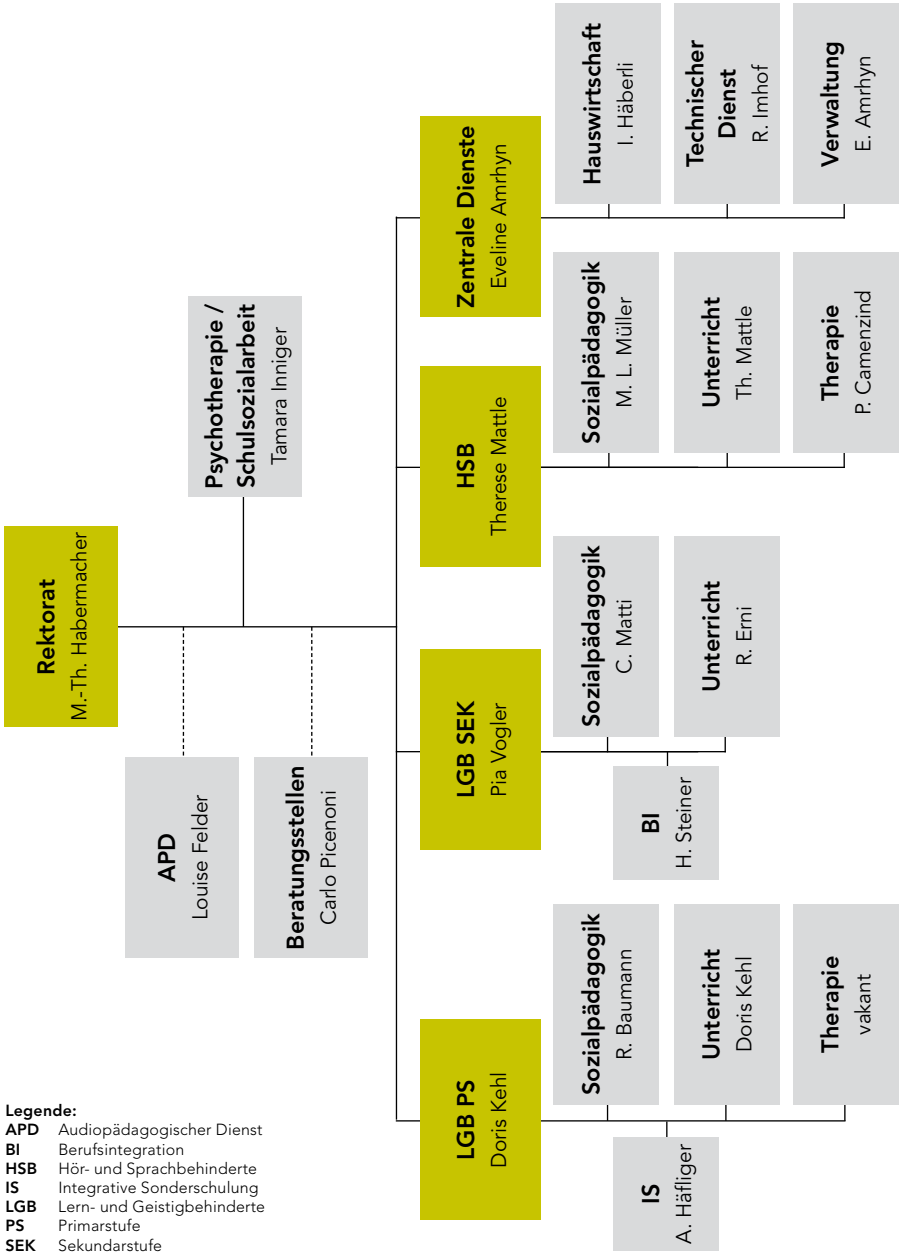 Rektorat
M.-Th. Habermacher
Psychotherapie /
Schulsozialarbeit
Tamara Inniger
APD
Louise Felder
Beratungsstellen
Carlo Picenoni
LGB PS
Doris Kehl
LGB SEK
Pia Vogler
HSB
Therese Mattle
Zentrale Dienste
Eveline Amrhyn
Sozialpädagogik
R. Baumann
IS
A. Häfliger
Unterricht
Doris Kehl
Therapie
vakant
Sozialpädagogik
C. Matti
BI
H. Steiner
Unterricht
R. Erni
Sozialpädagogik
M. L. Müller
Unterricht
Th. Mattle
Therapie
P. Camenzind
Hauswirtschaft
I. Häberli
Technischer
Dienst
R. Imhof
Verwaltung
E. Amrhyn
Legende:
APD Audiopädagogischer Dienst
BI Berufsintegration
HSB Hör- und Sprachbehinderte
IS Integrative Sonderschulung
LGB Lern- und Geistigbehinderte
PS Primarstufe
SEK Sekundarstufe